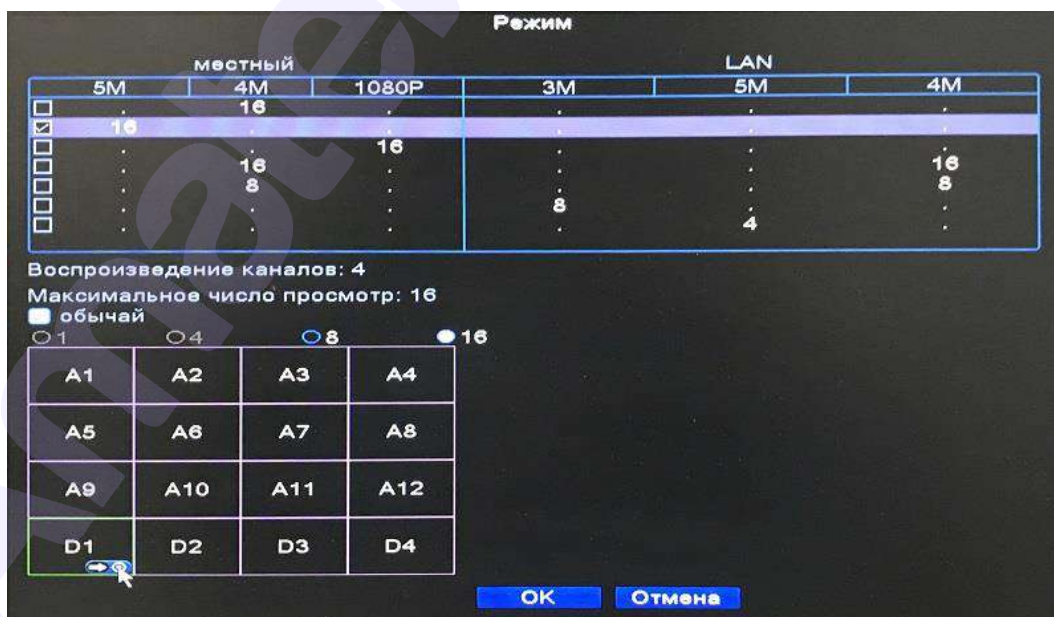 Режим
местный LAN
5M 4M 1080P 3M 5M 4M
. 16 . . . .
16 . . . . .
. . 16 . . .
. 16 . . . 16
. 8 . . . 8
. . . 8 . .
. . . . 4 .
Воспроизведение каналов: 4
Максимальное число просмотр: 16
обычай
1 4 8 16
A1 A2 A3 A4
A5 A6 A7 A8
A9 A10 A11 A12
D1 D2 D3 D4
OK Отмена